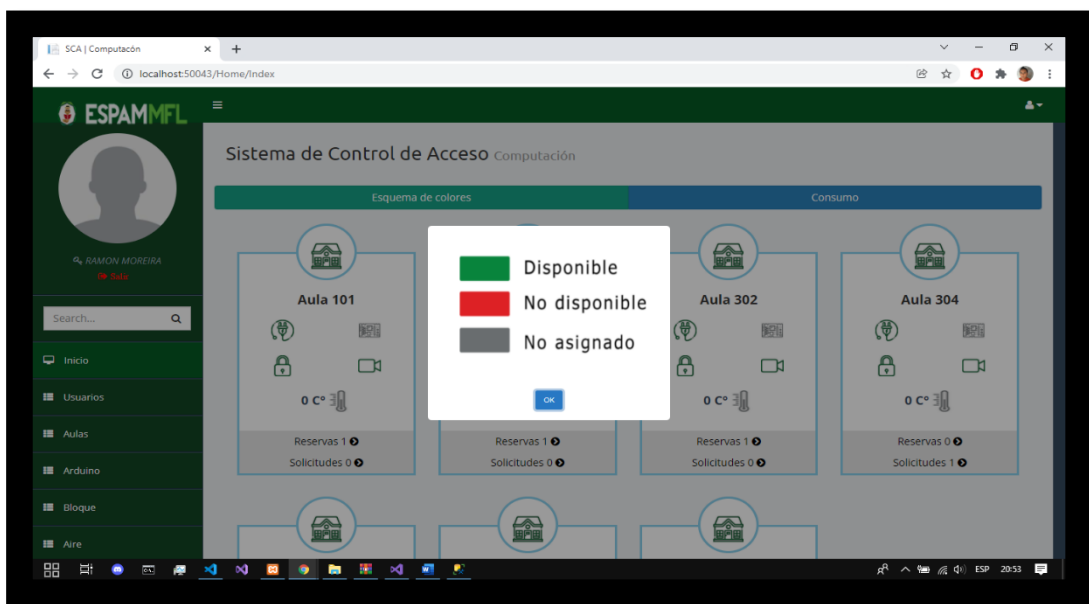 SCA | Computacón
localhost:50043/Home/Index
ESPAMMFL
RAMON MOREIRA
Search...
Inicio
Usuarios
Aulas
Arduino
Bloque
Aire
Sistema de Control de Acceso Computación
Esquema de colores
Consumo
Disponible
No disponible
No asignado
OK
Aula 101
0 Cº
Reservas 1
Solicitudes 0
Reservas 1
Solicitudes 0
Aula 302
0 Cº
Reservas 1
Solicitudes 0
Aula 304
0 Cº
Reservas 0
Solicitudes 1
ESP 20:53